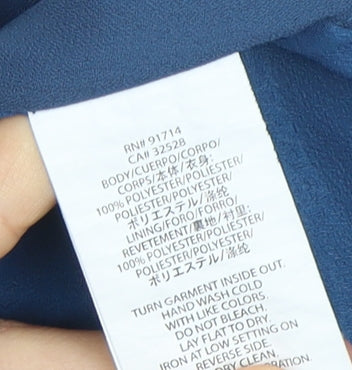 RN# 91714
CA# 32528
BODY/CUERPO/CORPO/
CORPS/本体/衣身:
100% POLYESTER/POLIESTER/
POLIESTER/POLYESTER/
ポリエステル/涤纶
LINING/FORO/FORRO/
REVETEMENT/裏地/衬里:
100% POLYESTER/POLIESTER/
POLIESTER/POLYESTER/
ポリエステル/涤纶
TURN GARMENT INSIDE OUT.
HAND WASH COLD
WITH LIKE COLORS.
DO NOT BLEACH.
LAY FLAT TO DRY
IRON AT LOW SETTING ON
REVERSE SIDE.
DRY CLEAN.